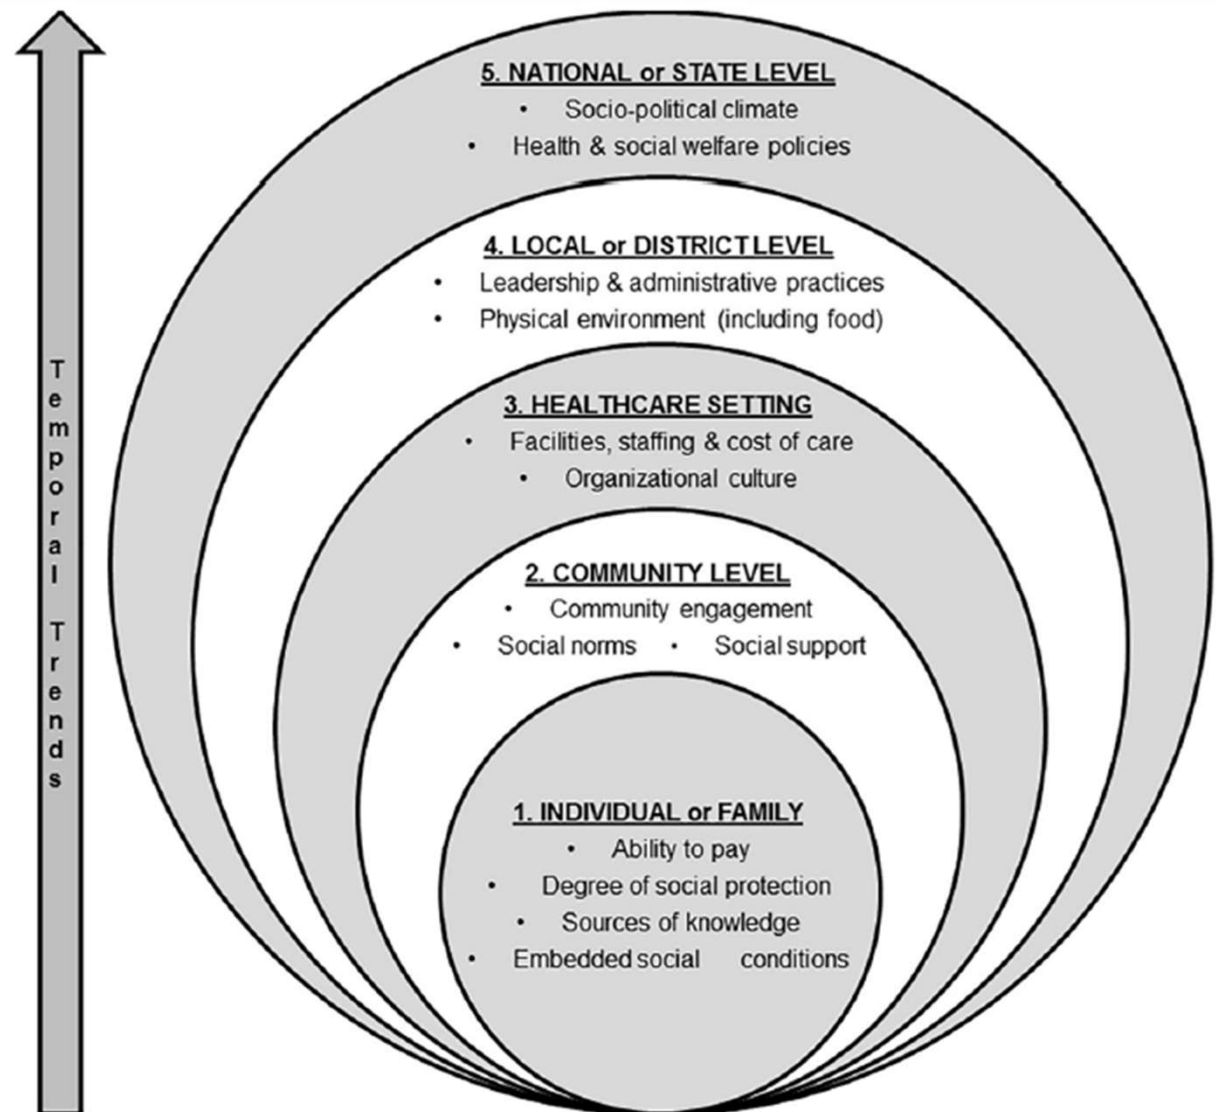 5. NATIONAL or STATE LEVEL
• Socio-political climate
• Health & social welfare policies
4. LOCAL or DISTRICT LEVEL
• Leadership & administrative practices
• Physical environment (including food)
3. HEALTHCARE SETTING
• Facilities, staffing & cost of care
• Organizational culture
2. COMMUNITY LEVEL
• Community engagement
• Social norms • Social support
1. INDIVIDUAL or FAMILY
• Ability to pay
• Degree of social protection
• Sources of knowledge
• Embedded social conditions
Temporal Trends